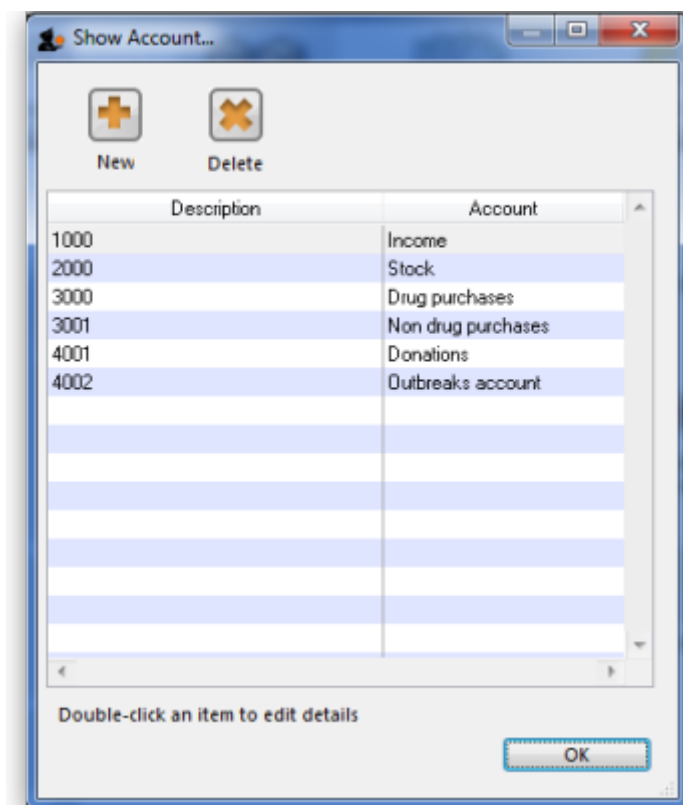 Show Account...
New Delete
Description Account
1000 Income
2000 Stock
3000 Drug purchases
3001 Non drug purchases
4001 Donations
4002 Outbreaks account
Double-click an item to edit details
OK